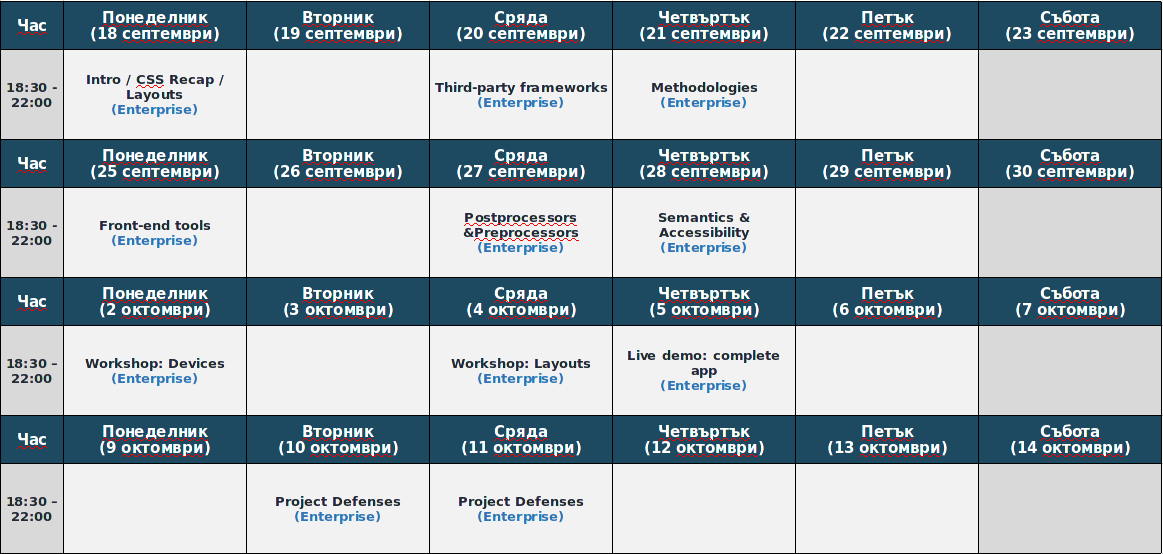 Час
Понеделник
(18 септември)
Вторник
(19 септември)
Сряда
(20 септември)
Четвъртък
(21 септември)
Петък
(22 септември)
Събота
(23 септември)
18:30 -
22:00
Intro / CSS Recap /
Layouts
(Enterprise)
Third-party frameworks
(Enterprise)
Methodologies
(Enterprise)
Час
Понеделник
(25 септември)
Вторник
(26 септември)
Сряда
(27 септември)
Четвъртък
(28 септември)
Петък
(29 септември)
Събота
(30 септември)
18:30 -
22:00
Front-end tools
(Enterprise)
Postprocessors
&Preprocessors
(Enterprise)
Semantics &
Accessibility
(Enterprise)
Час
Понеделник
(2 октомври)
Вторник
(3 октомври)
Сряда
(4 октомври)
Четвъртък
(5 октомври)
Петък
(6 октомври)
Събота
(7 октомври)
18:30 –
22:00
Workshop: Devices
(Enterprise)
Workshop: Layouts
(Enterprise)
Live demo: complete
app
(Enterprise)
Час
Понеделник
(9 октомври)
Вторник
(10 октомври)
Сряда
(11 октомври)
Четвъртък
(12 октомври)
Петък
(13 октомври)
Събота
(14 октомври)
18:30 –
22:00
Project Defenses
(Enterprise)
Project Defenses
(Enterprise)